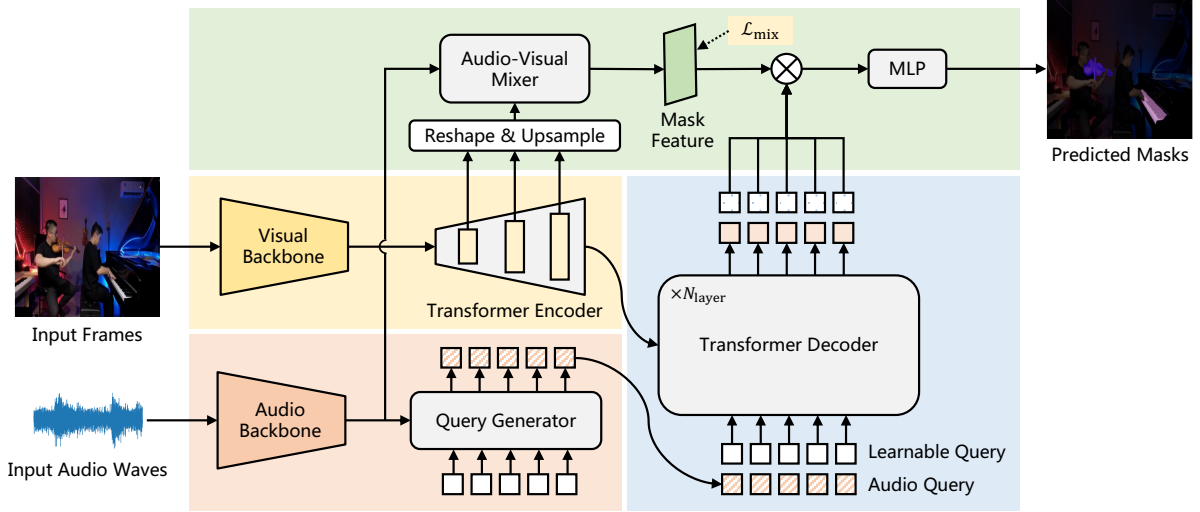 Audio-Visual
Mixer
ℒmix
MLP
Mask
Feature
Reshape & Upsample
Predicted Masks
Visual
Backbone
Transformer Encoder
Input Frames
×Nlayer
Transformer Decoder
Audio
Backbone
Query Generator
Input Audio Waves
Learnable Query
Audio Query